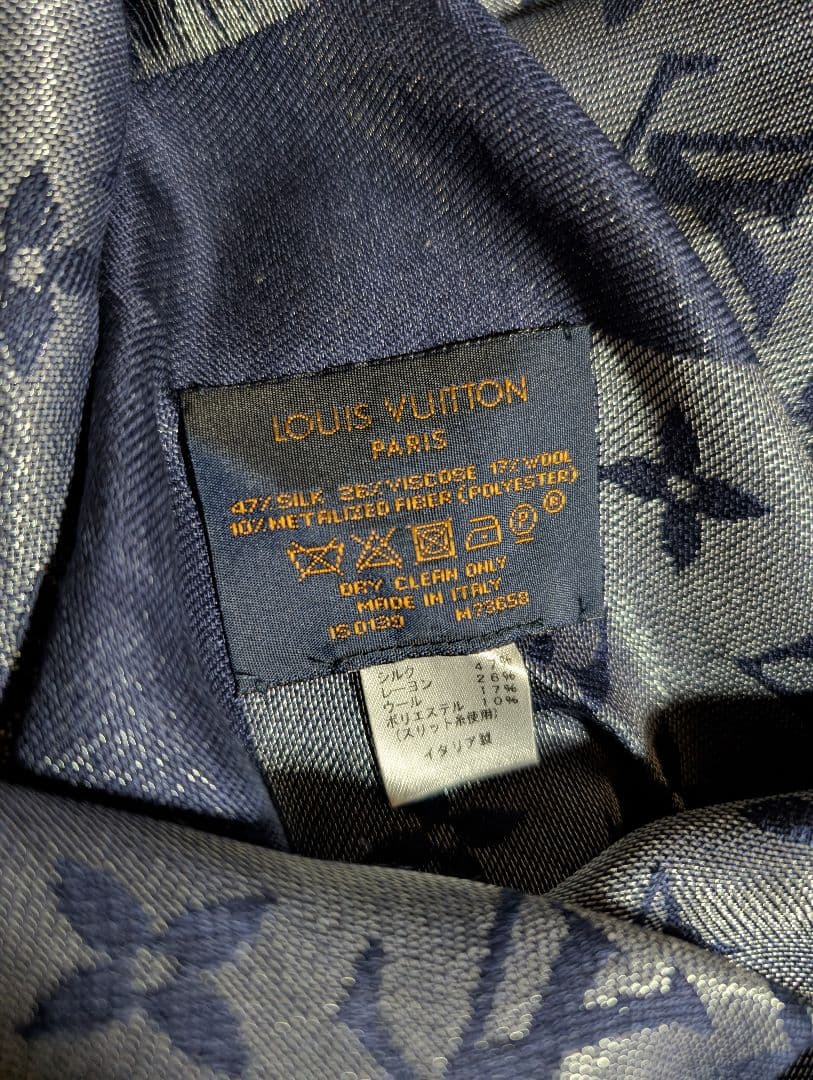 LOUIS VUITTON
PARIS
47% SILK 26% VISCOSE 17% WOOL
10% METALIZED FIBER (POLYESTER)
P ®
DRY CLEAN ONLY
MADE IN ITALY
IS0139 M73658
シルク 47%
レーヨン 26%
ウール 17%
ポリエステル 10%
(スリット糸使用)
イタリア製